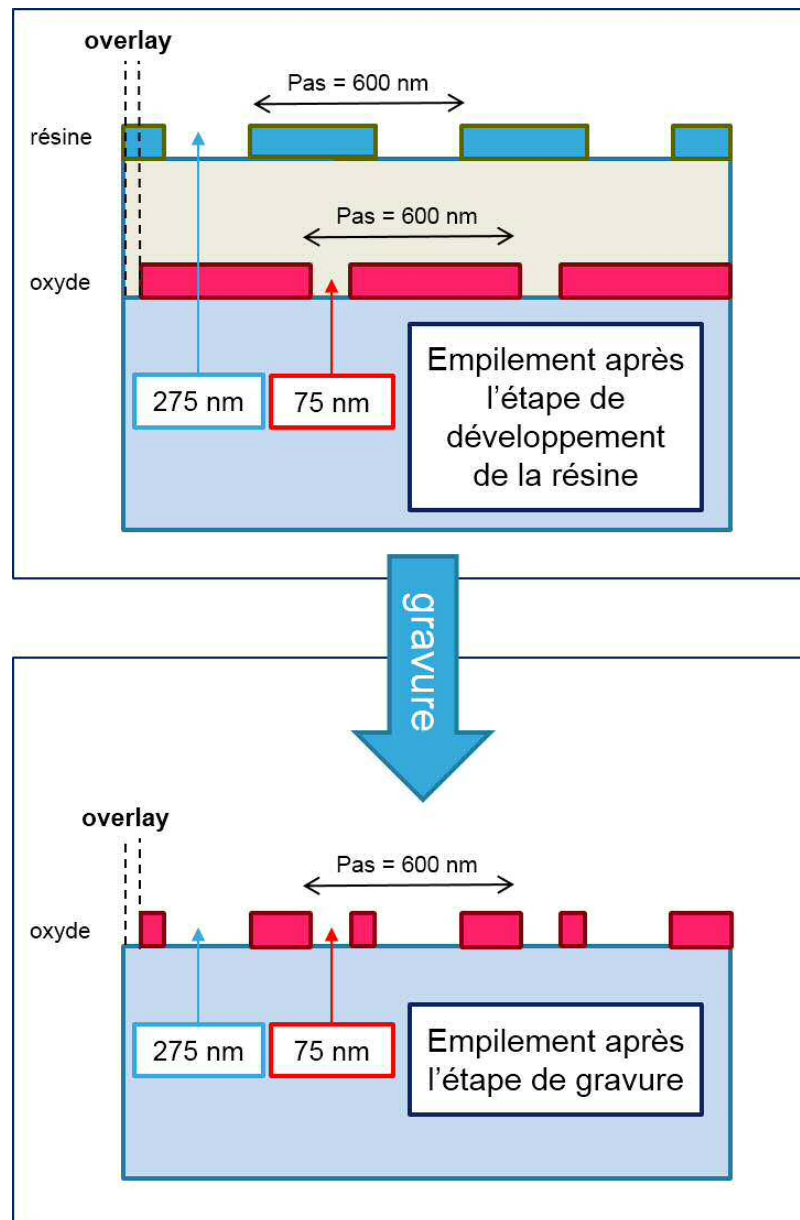 overlay
Pas = 600 nm
résine
Pas = 600 nm
oxyde
275 nm
75 nm
Empilement après
l'étape de
développement
de la résine
gravure
overlay
Pas = 600 nm
oxyde
275 nm
75 nm
Empilement après
l'étape de gravure